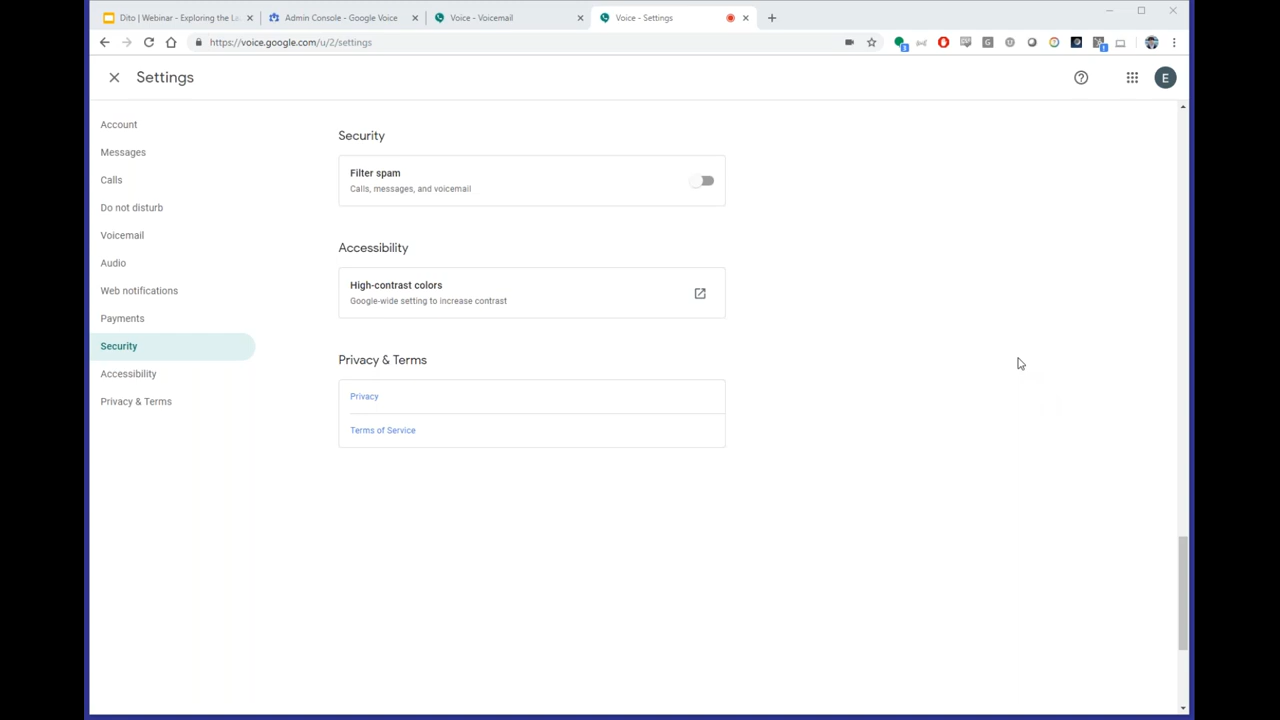 Dito | Webinar - Exploring the La
Admin Console - Google Voice
Voice - Voicemail
Voice - Settings
https://voice.google.com/u/2/settings
Settings
E
Account
Messages
Calls
Do not disturb
Voicemail
Audio
Web notifications
Payments
Security
Accessibility
Privacy & Terms
Security
Filter spam
Calls, messages, and voicemail
Accessibility
High-contrast colors
Google-wide setting to increase contrast
Privacy & Terms
Privacy
Terms of Service